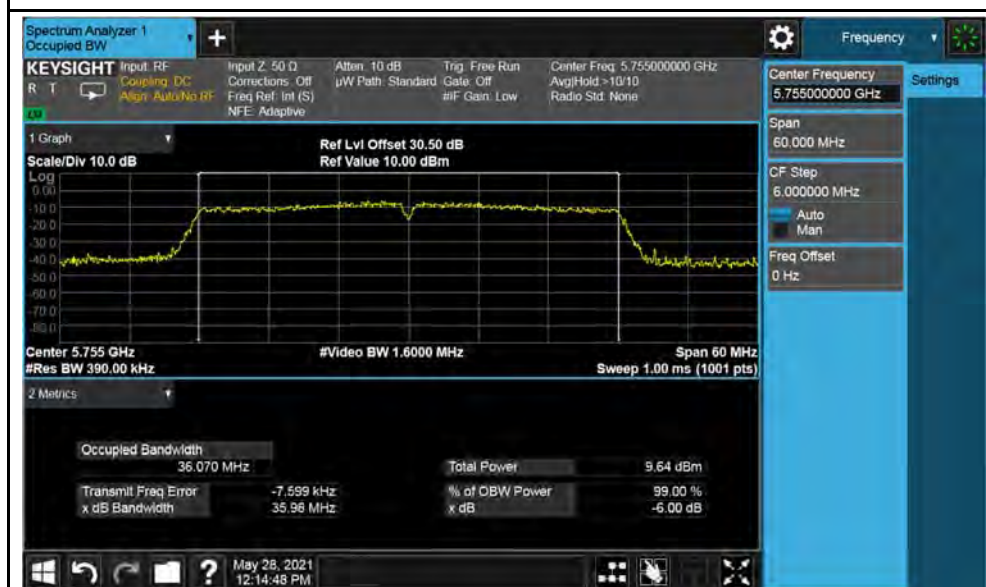 Spectrum Analyzer 1
Occupied BW
+
Frequency
KEYSIGHT
R T
Input: RF
Coupling: DC
Align: Auto/No RF
Input Z: 50 Ω
Corrections: Off
Freq Ref: Int (S)
NFE: Adaptive
Atten: 10 dB
µW Path: Standard
Trig: Free Run
Gate: Off
#IF Gain: Low
Center Freq: 5.755000000 GHz
Avg|Hold:>10/10
Radio Std: None
Center Frequency
5.755000000 GHz
Settings
Span
60.000 MHz
CF Step
6.000000 MHz
Auto
Man
Freq Offset
0 Hz
1 Graph
Scale/Div 10.0 dB
Ref Lvl Offset 30.50 dB
Ref Value 10.00 dBm
Log
0.00
-10.0
-20.0
-30.0
-40.0
-50.0
-60.0
-70.0
-80.0
Center 5.755 GHz
#Video BW 1.6000 MHz
Span 60 MHz
#Res BW 390.00 kHz
Sweep 1.00 ms (1001 pts)
2 Metrics
Occupied Bandwidth
36.070 MHz
Total Power
9.64 dBm
Transmit Freq Error
-7.599 kHz
% of OBW Power
99.00 %
x dB Bandwidth
35.98 MHz
x dB
-6.00 dB
?
May 28, 2021
12:14:48 PM